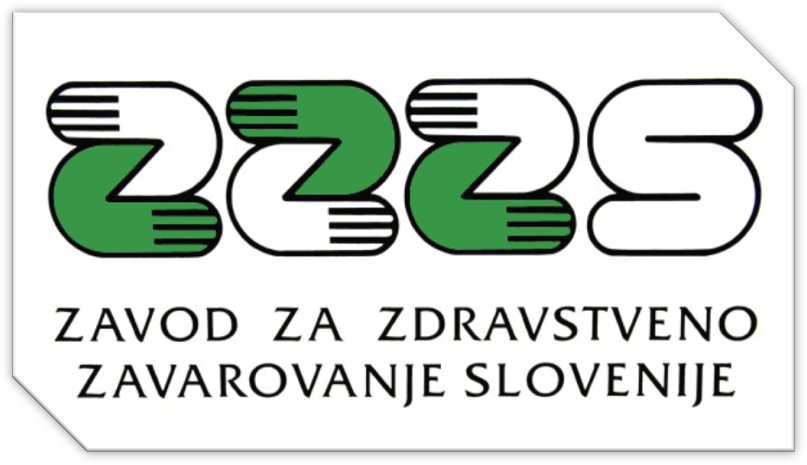 ZZZS
ZAVOD ZA ZDRAVSTVENO
ZAVAROVANJE SLOVENIJE